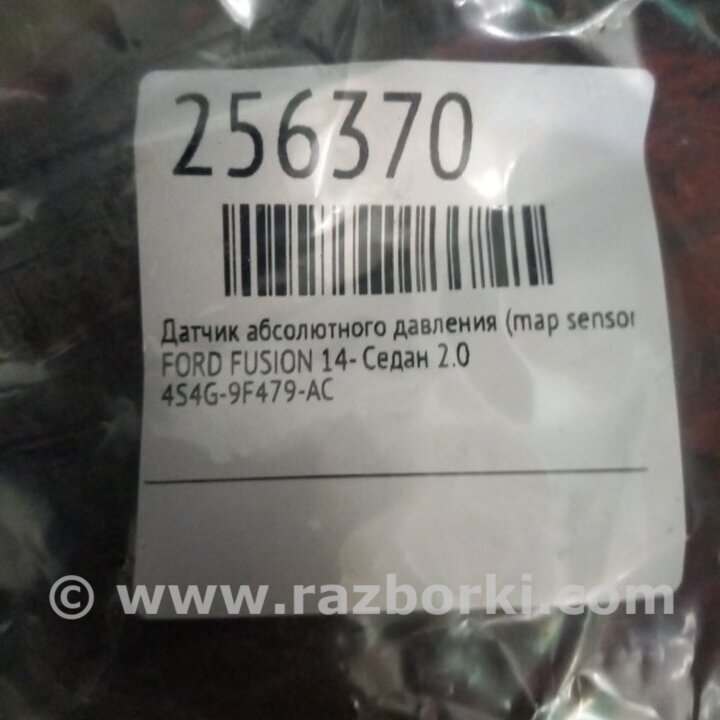 256370
Датчик абсолютного давления (map sensor
FORD FUSION 14- Седан 2.0
4S4G-9F479-AC
© www.razborki.com